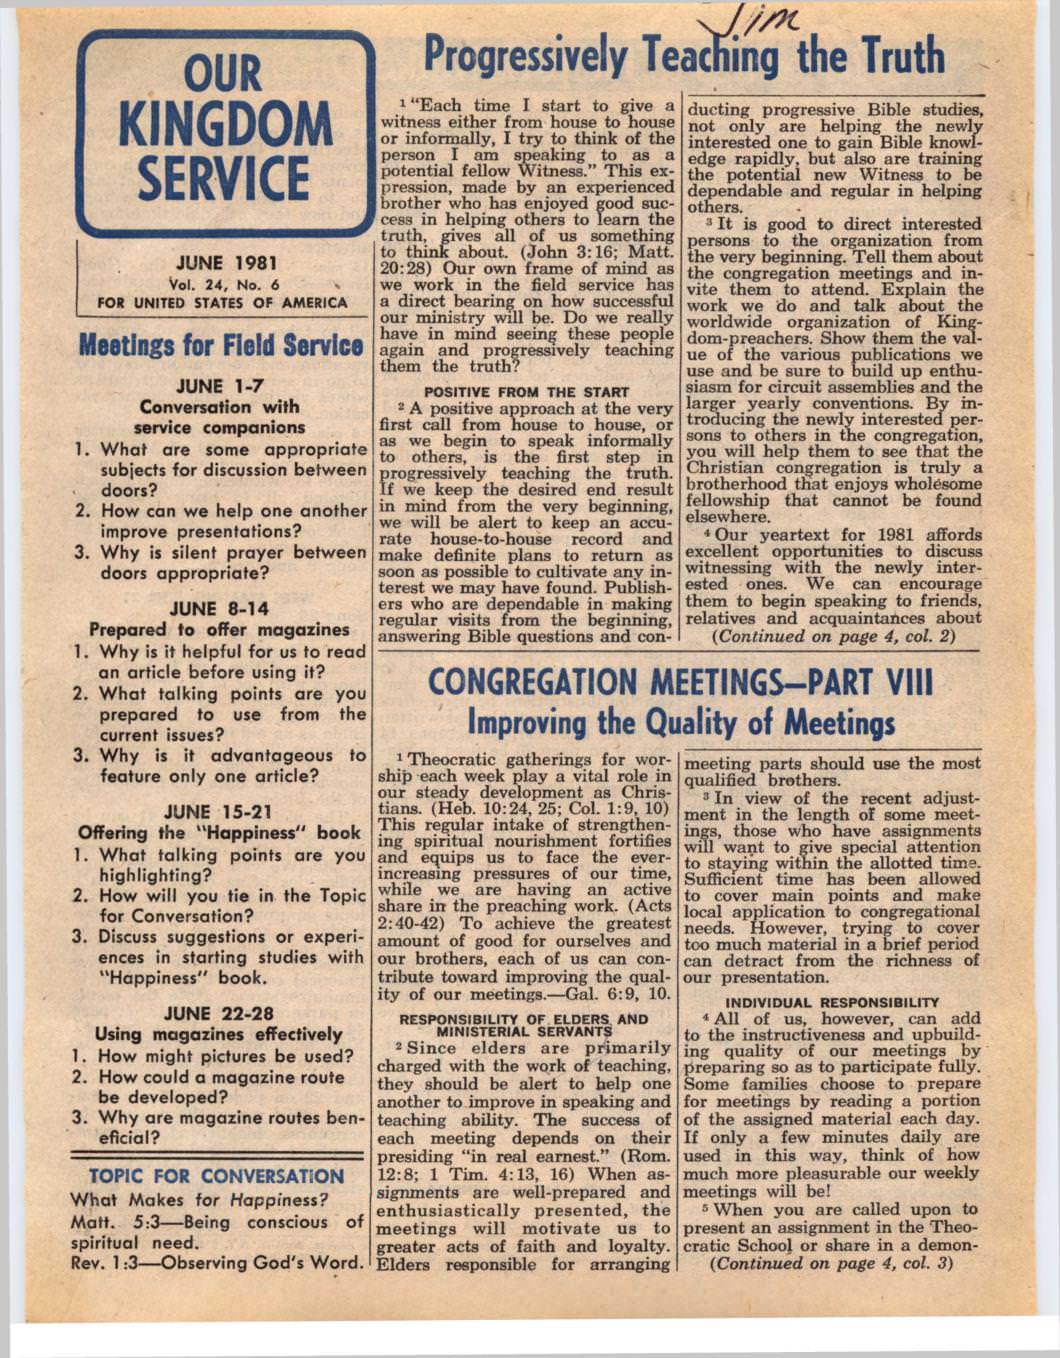 Jim
OUR
KINGDOM
SERVICE
JUNE 1981
Vol. 24, No. 6
FOR UNITED STATES OF AMERICA
Meetings for Field Service
JUNE 1-7
Conversation with
service companions
1. What are some appropriate
subjects for discussion between
doors?
2. How can we help one another
improve presentations?
3. Why is silent prayer between
doors appropriate?
JUNE 8-14
Prepared to offer magazines
1. Why is it helpful for us to read
an article before using it?
2. What talking points are you
prepared to use from the
current issues?
3. Why is it advantageous to
feature only one article?
JUNE 15-21
Offering the "Happiness" book
1. What talking points are you
highlighting?
2. How will you tie in the Topic
for Conversation?
3. Discuss suggestions or experi-
ences in starting studies with
"Happiness" book.
JUNE 22-28
Using magazines effectively
1. How might pictures be used?
2. How could a magazine route
be developed?
3. Why are magazine routes ben-
eficial?
TOPIC FOR CONVERSATION
What Makes for Happiness?
Matt. 5:3—Being conscious of
spiritual need.
Rev. 1:3—Observing God's Word.
Progressively Teaching the Truth
1 "Each time I start to give a
witness either from house to house
or informally, I try to think of the
person I am speaking to as a
potential fellow Witness." This ex-
pression, made by an experienced
brother who has enjoyed good suc-
cess in helping others to learn the
truth, gives all of us something
to think about. (John 3:16; Matt.
20:28) Our own frame of mind as
we work in the field service has
a direct bearing on how successful
our ministry will be. Do we really
have in mind seeing these people
again and progressively teaching
them the truth?
POSITIVE FROM THE START
2 A positive approach at the very
first call from house to house, or
as we begin to speak informally
to others, is the first step in
progressively teaching the truth.
If we keep the desired end result
in mind from the very beginning,
we will be alert to keep an accu-
rate house-to-house record and
make definite plans to return as
soon as possible to cultivate any in-
terest we may have found. Publish-
ers who are dependable in making
regular visits from the beginning,
answering Bible questions and con-
ducting progressive Bible studies,
not only are helping the newly
interested one to gain Bible knowl-
edge rapidly, but also are training
the potential new Witness to be
dependable and regular in helping
others.
3 It is good to direct interested
persons to the organization from
the very beginning. Tell them about
the congregation meetings and in-
vite them to attend. Explain the
work we do and talk about the
worldwide organization of King-
dom-preachers. Show them the val-
ue of the various publications we
use and be sure to build up enthu-
siasm for circuit assemblies and the
larger yearly conventions. By in-
troducing the newly interested per-
sons to others in the congregation,
you will help them to see that the
Christian congregation is truly a
brotherhood that enjoys wholesome
fellowship that cannot be found
elsewhere.
4 Our yeartext for 1981 affords
excellent opportunities to discuss
witnessing with the newly inter-
ested ones. We can encourage
them to begin speaking to friends,
relatives and acquaintances about
(Continued on page 4, col. 2)
CONGREGATION MEETINGS—PART VIII
Improving the Quality of Meetings
1 Theocratic gatherings for wor-
ship each week play a vital role in
our steady development as Chris-
tians. (Heb. 10:24, 25; Col. 1:9, 10)
This regular intake of strengthen-
ing spiritual nourishment fortifies
and equips us to face the ever-
increasing pressures of our time,
while we are having an active
share in the preaching work. (Acts
2:40-42) To achieve the greatest
amount of good for ourselves and
our brothers, each of us can con-
tribute toward improving the qual-
ity of our meetings.—Gal. 6:9, 10.
RESPONSIBILITY OF ELDERS AND
MINISTERIAL SERVANTS
2 Since elders are primarily
charged with the work of teaching,
they should be alert to help one
another to improve in speaking and
teaching ability. The success of
each meeting depends on their
presiding "in real earnest." (Rom.
12:8; 1 Tim. 4:13, 16) When as-
signments are well-prepared and
enthusiastically presented, the
meetings will motivate us to
greater acts of faith and loyalty.
Elders responsible for arranging
meeting parts should use the most
qualified brothers.
3 In view of the recent adjust-
ment in the length of some meet-
ings, those who have assignments
will want to give special attention
to staying within the allotted time.
Sufficient time has been allowed
to cover main points and make
local application to congregational
needs. However, trying to cover
too much material in a brief period
can detract from the richness of
our presentation.
INDIVIDUAL RESPONSIBILITY
4 All of us, however, can add
to the instructiveness and upbuild-
ing quality of our meetings by
preparing so as to participate fully.
Some families choose to prepare
for meetings by reading a portion
of the assigned material each day.
If only a few minutes daily are
used in this way, think of how
much more pleasurable our weekly
meetings will be!
5 When you are called upon to
present an assignment in the Theo-
cratic School or share in a demon-
(Continued on page 4, col. 3)